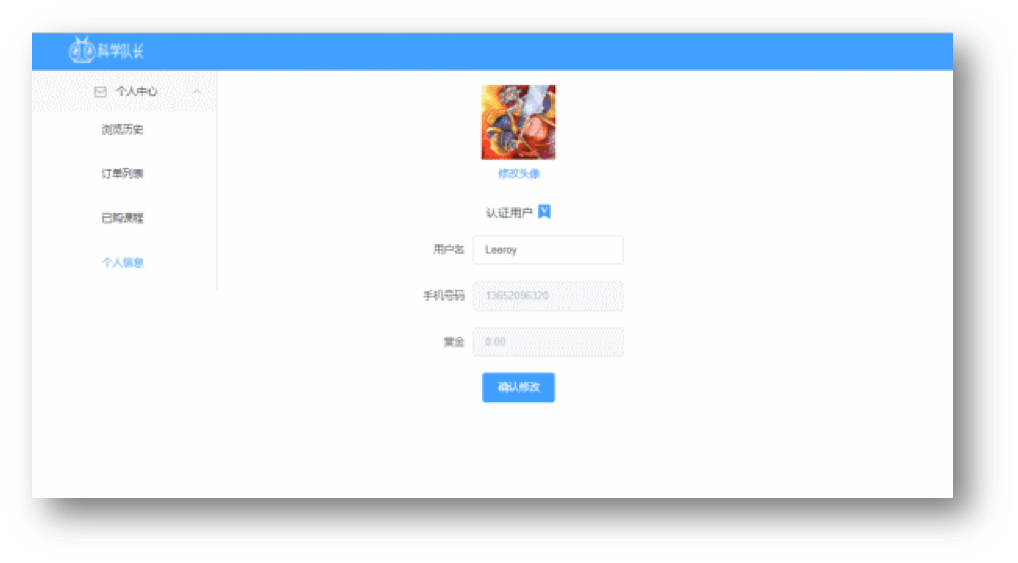 科学队长
个人中心
浏览历史
订单列表
已购课程
个人信息
修改头像
认证用户
用户名 Leeroy
手机号码 13652096320
赏金 0.00
确认修改